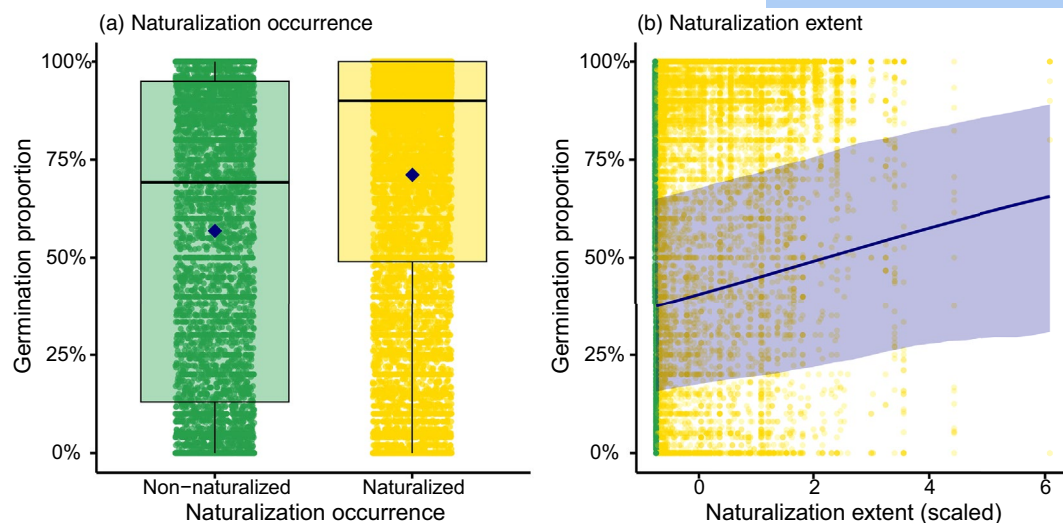 (a) Naturalization occurrence
Germination proportion
100%
75%
50%
25%
0%
Non-naturalized
Naturalized
Naturalization occurrence
(b) Naturalization extent
Germination proportion
100%
75%
50%
25%
0%
0
2
4
6
Naturalization extent (scaled)